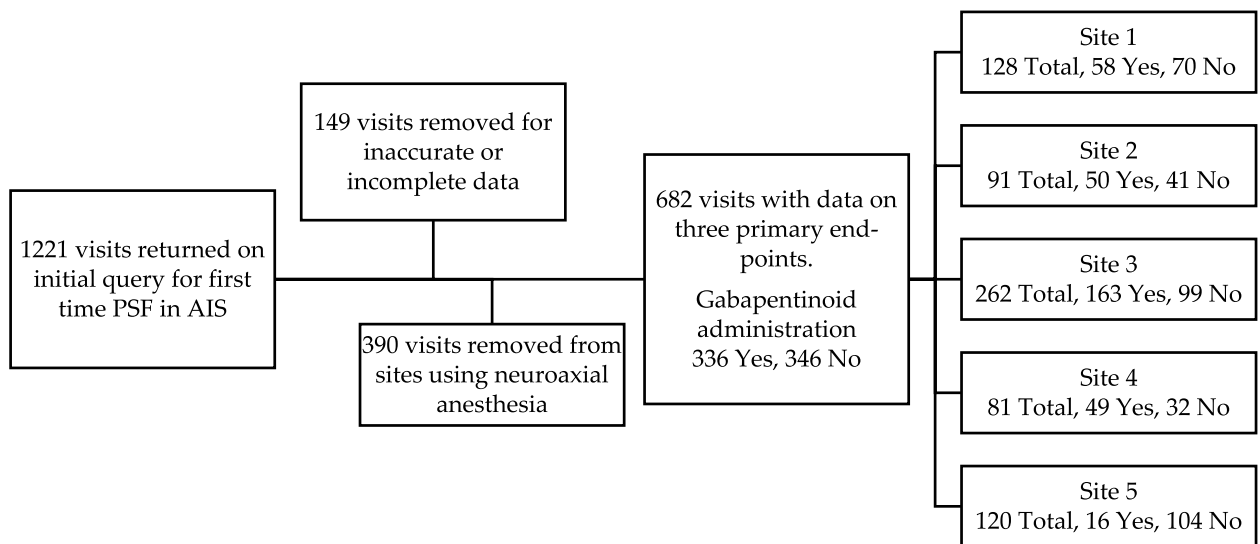 1221 visits returned on
initial query for first
time PSF in AIS
149 visits removed for
inaccurate or
incomplete data
390 visits removed from
sites using neuroaxial
anesthesia
682 visits with data on
three primary end-
points.
Gabapentinoid
administration
336 Yes, 346 No
Site 1
128 Total, 58 Yes, 70 No
Site 2
91 Total, 50 Yes, 41 No
Site 3
262 Total, 163 Yes, 99 No
Site 4
81 Total, 49 Yes, 32 No
Site 5
120 Total, 16 Yes, 104 No